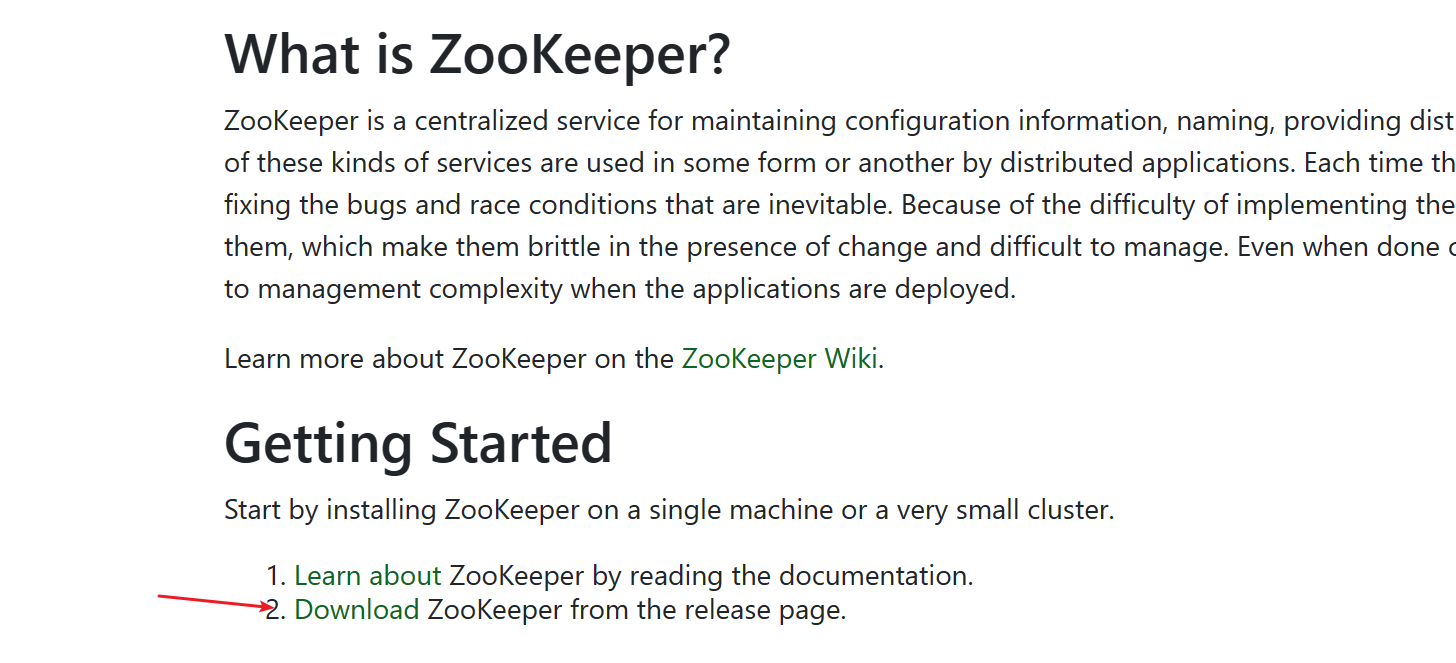 What is ZooKeeper?
ZooKeeper is a centralized service for maintaining configuration information, naming, providing dist
of these kinds of services are used in some form or another by distributed applications. Each time th
fixing the bugs and race conditions that are inevitable. Because of the difficulty of implementing the
them, which make them brittle in the presence of change and difficult to manage. Even when done
to management complexity when the applications are deployed.
Learn more about ZooKeeper on the ZooKeeper Wiki.
Getting Started
Start by installing ZooKeeper on a single machine or a very small cluster.
1. Learn about ZooKeeper by reading the documentation.
2. Download ZooKeeper from the release page.